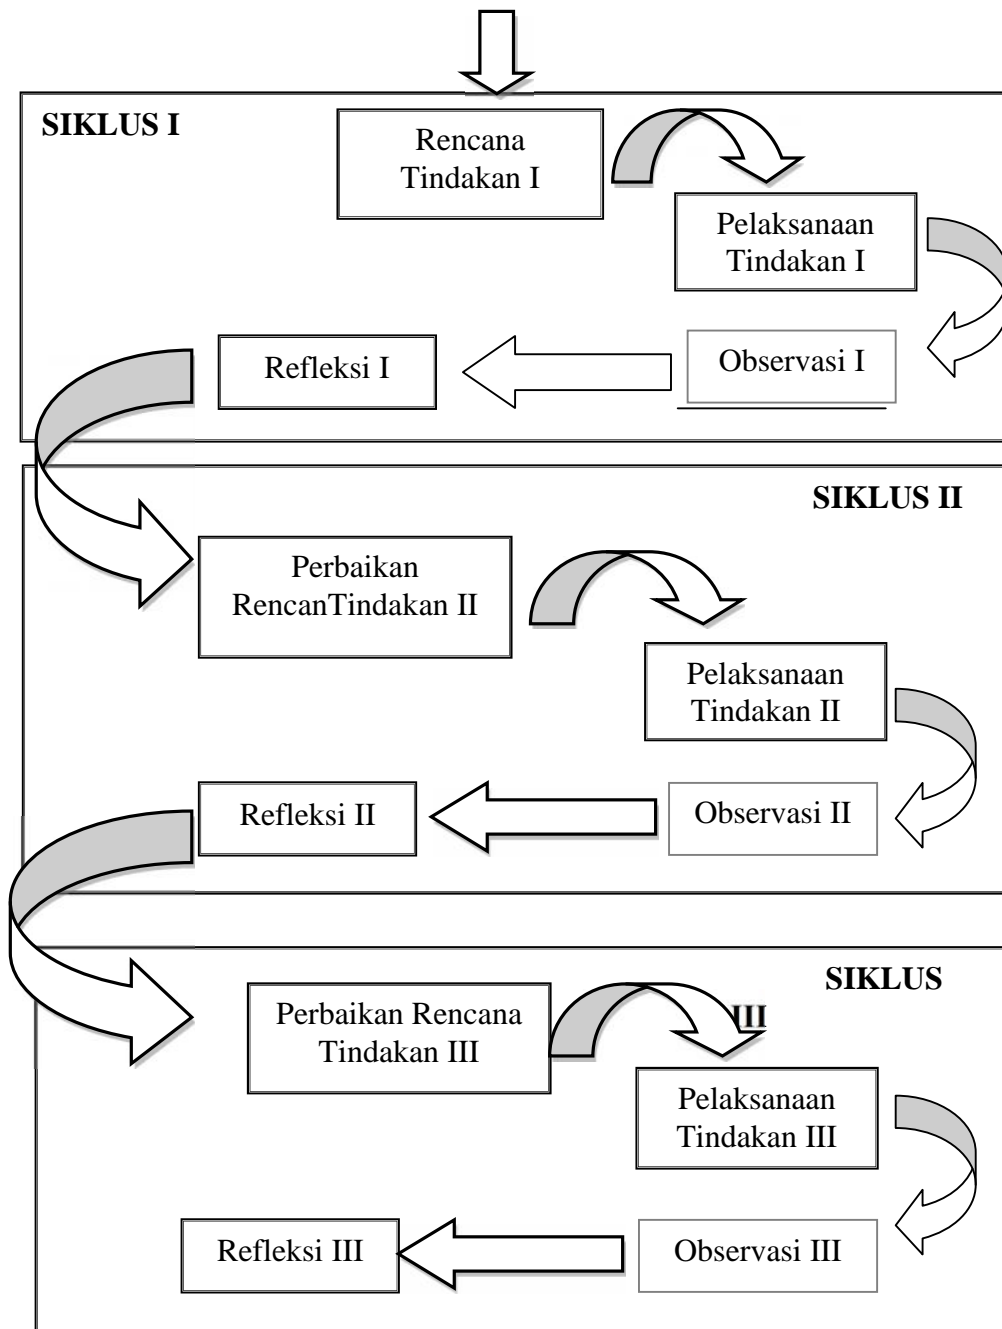 SIKLUS I
Rencana
Tindakan I
Pelaksanaan
Tindakan I
Observasi I
Refleksi I
SIKLUS II
Perbaikan
RencanTindakan II
Pelaksanaan
Tindakan II
Observasi II
Refleksi II
SIKLUS
III
Perbaikan Rencana
Tindakan III
Pelaksanaan
Tindakan III
Observasi III
Refleksi III